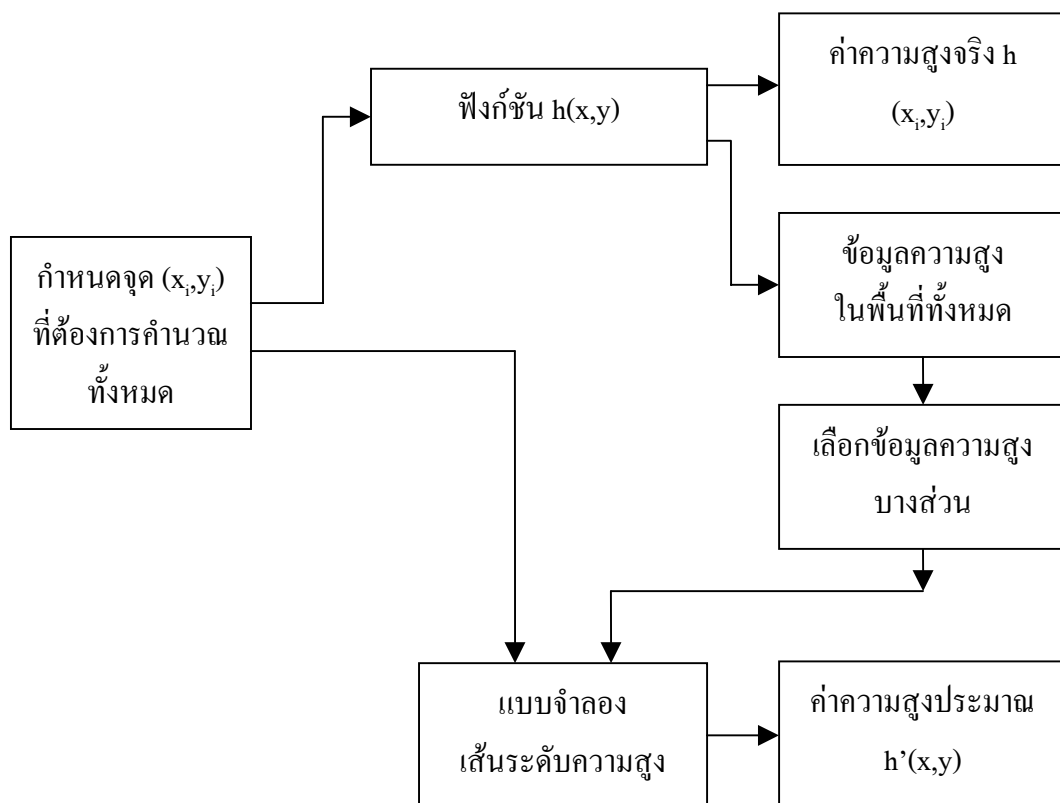 ค่าความสูงจริง h
(xi,yi)
ฟังก์ชัน h(x,y)
ข้อมูลความสูง
ในพื้นที่ทั้งหมด
กำหนดจุด (xi,yi)
ที่ต้องการคำนวณ
ทั้งหมด
เลือกข้อมูลความสูง
บางส่วน
แบบจำลอง
เส้นระดับความสูง
ค่าความสูงประมาณ
h’(x,y)